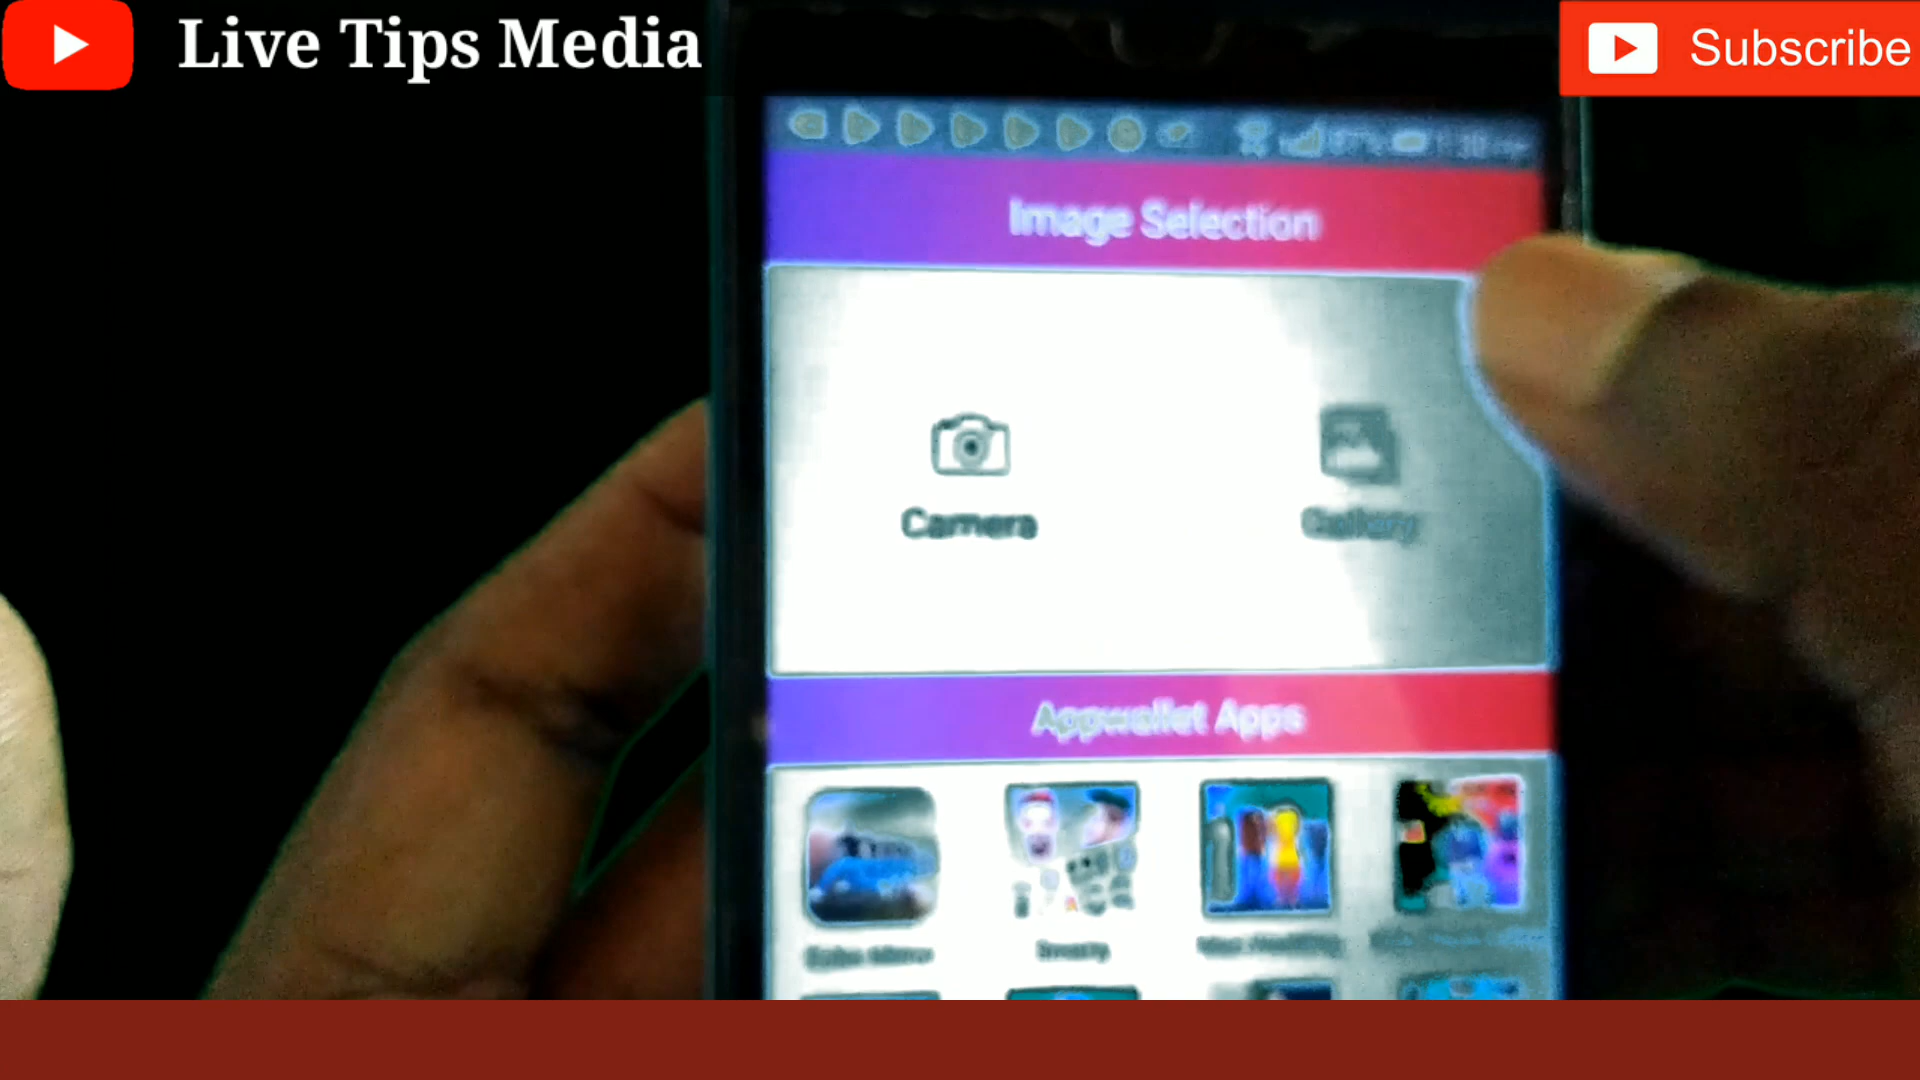 Live Tips Media
Subscribe
Image Selection
Camera
Gallery
Appwallet Apps